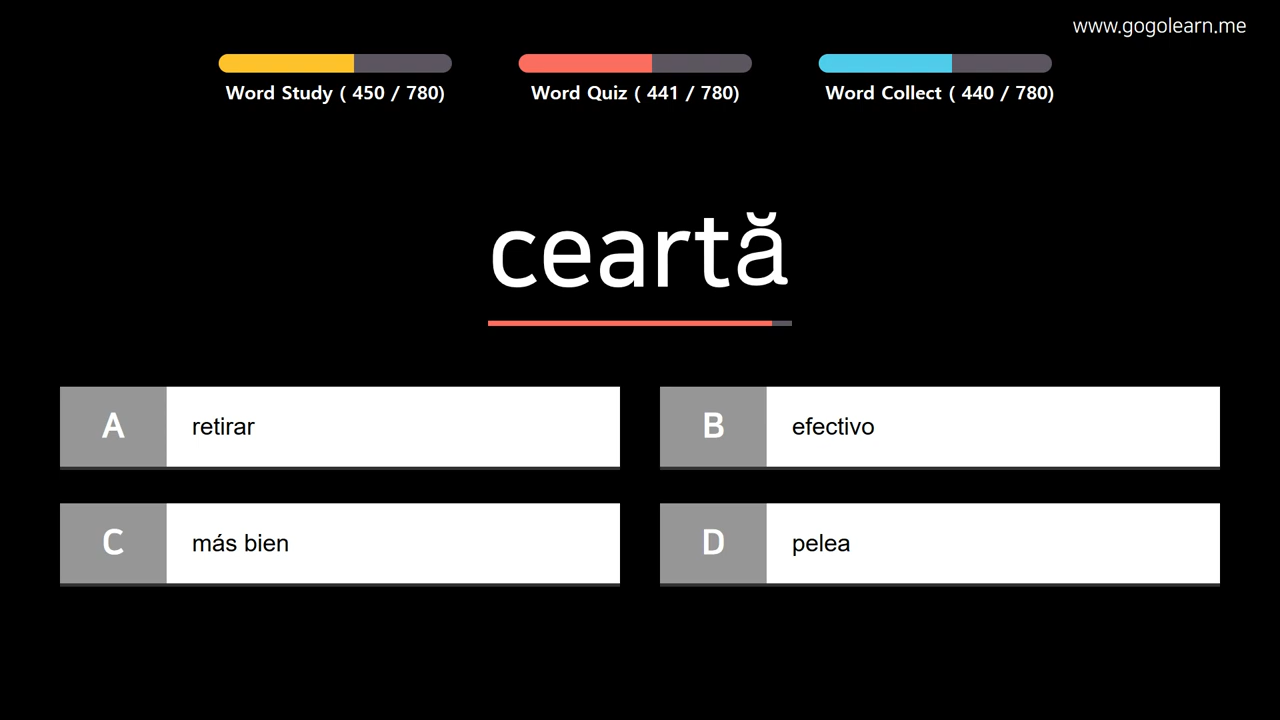 www.gogolearn.me
Word Study ( 450 / 780)
Word Quiz ( 441 / 780)
Word Collect ( 440 / 780)
ceartă
A retirar
B efectivo
C más bien
D pelea